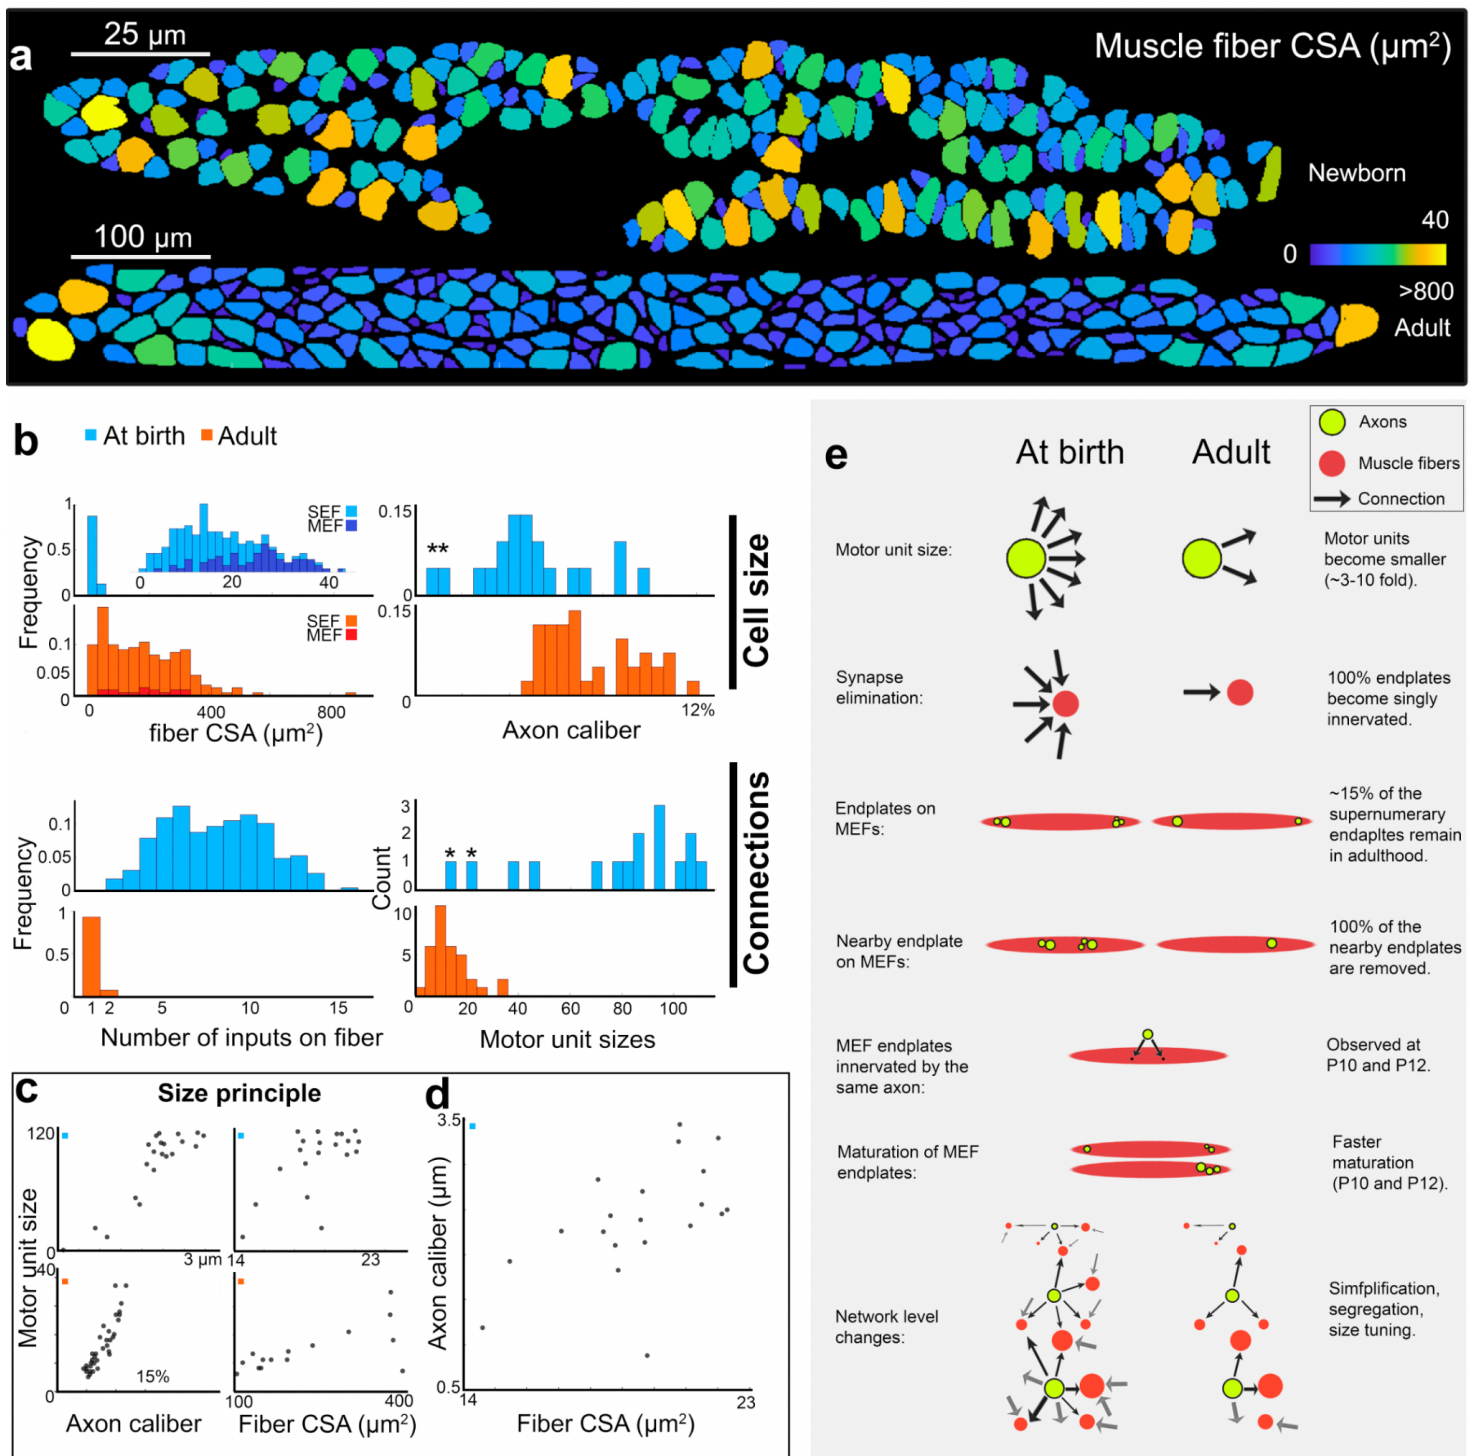 a
25 µm
Muscle fiber CSA (µm²)
Newborn
40
0
100 µm
>800
Adult
b
At birth
Adult
Frequency
1
0.5
0
SEF
MEF
0
20
40
0.15
**
0
Frequency
0.1
0.05
0
SEF
MEF
0
400
800
fiber CSA (µm²)
0.15
0
12%
Axon caliber
Cell size
0.1
0.05
0
Frequency
1
0.5
0
1
2
5
10
15
Number of inputs on fiber
Count
3
2
1
0
*
*
10
5
0
20
40
60
80
100
Motor unit sizes
Connections
c
Size principle
Motor unit size
120
0
3 µm
14
23
40
0
15%
Axon caliber
100
400
Fiber CSA (µm²)
d
3.5
Axon caliber (µm)
0.5
14
23
Fiber CSA (µm²)
e
At birth
Adult
Axons
Muscle fibers
Connection
Motor unit size:
Motor units
become smaller
(~3-10 fold).
Synapse
elimination:
100% endplates
become singly
innervated.
Endplates on
MEFs:
~15% of the
supernumerary
endapltes remain
in adulthood.
Nearby endplate
on MEFs:
100% of the
nearby endplates
are removed.
MEF endplates
innervated by the
same axon:
Observed at
P10 and P12.
Maturation of MEF
endplates:
Faster
maturation
(P10 and P12).
Network level
changes:
Simfplification,
segregation,
size tuning.